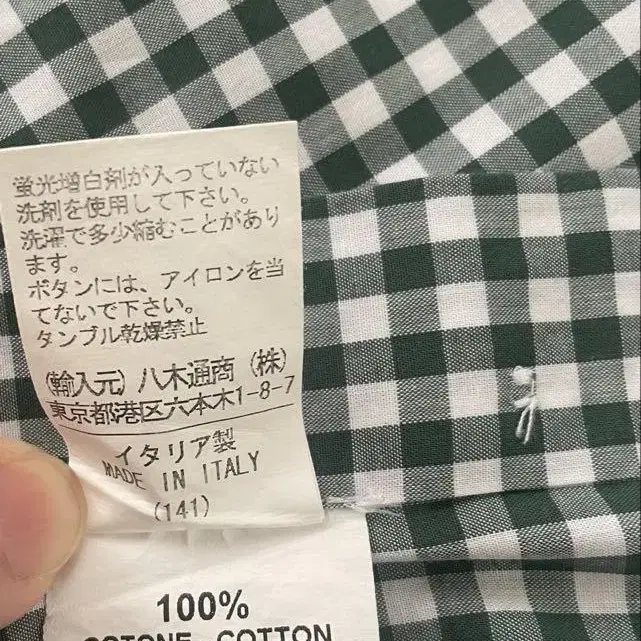 蛍光増白剤が入っていない
洗剤を使用して下さい。
洗濯で多少縮むことがあり
ます。
ボタンには、アイロンを当
てないで下さい。
タンブル乾燥禁止
(輸入元) 八木通商 (株)
東京都港区六本木1-8-7
イタリア製
MADE IN ITALY
(141)
100%
COTONE COTTON